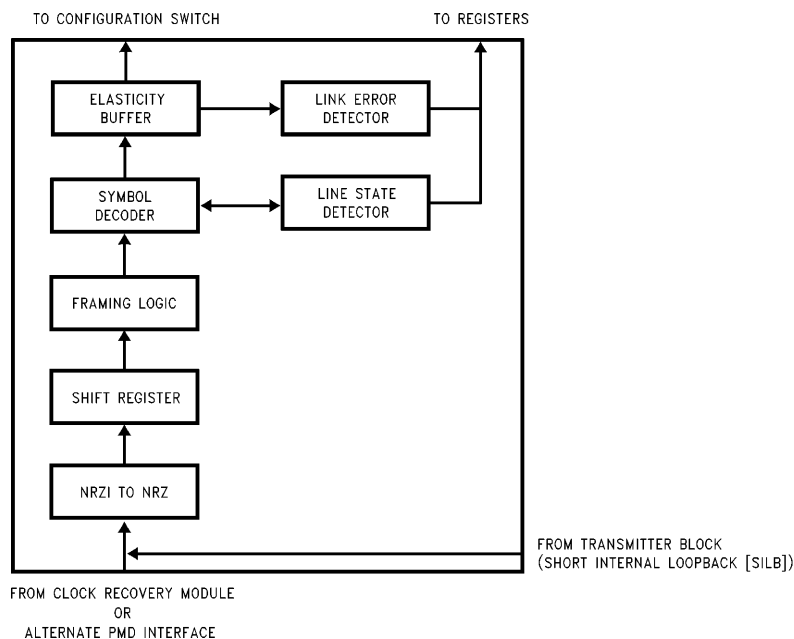 TO CONFIGURATION SWITCH
TO REGISTERS
ELASTICITY
BUFFER
LINK ERROR
DETECTOR
SYMBOL
DECODER
LINE STATE
DETECTOR
FRAMING LOGIC
SHIFT REGISTER
NRZI TO NRZ
FROM TRANSMITTER BLOCK
(SHORT INTERNAL LOOPBACK [SILB])
FROM CLOCK RECOVERY MODULE
OR
ALTERNATE PMD INTERFACE